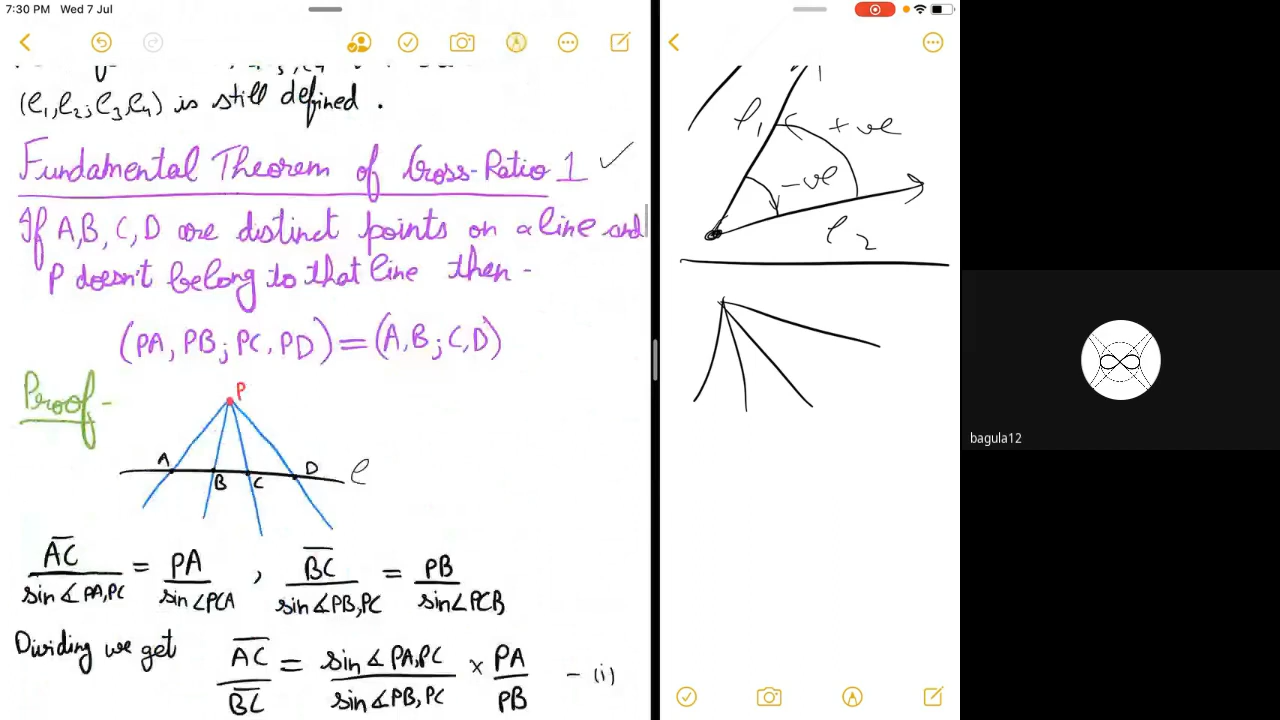 7:30 PM Wed 7 Jul
(l₁,l₂;l₃,l₄) is still defined .
Fundamental Theorem of Cross-Ratio 1 ✓
If A,B,C,D are distinct points on a line and
P doesn't belong to that line then -
(PA, PB; PC, PD) = (A,B;C,D)
Proof -
P
A B C D l
AC/sin∡PA,PC = PA/sin∠PCA , BC/sin∡PB,PC = PB/sin∠PCB
Dividing we get AC/BC = sin∡PA,PC/sin∡PB,PC × PA/PB - (i)
l₁ +ve
-ve
l₂
bagula12